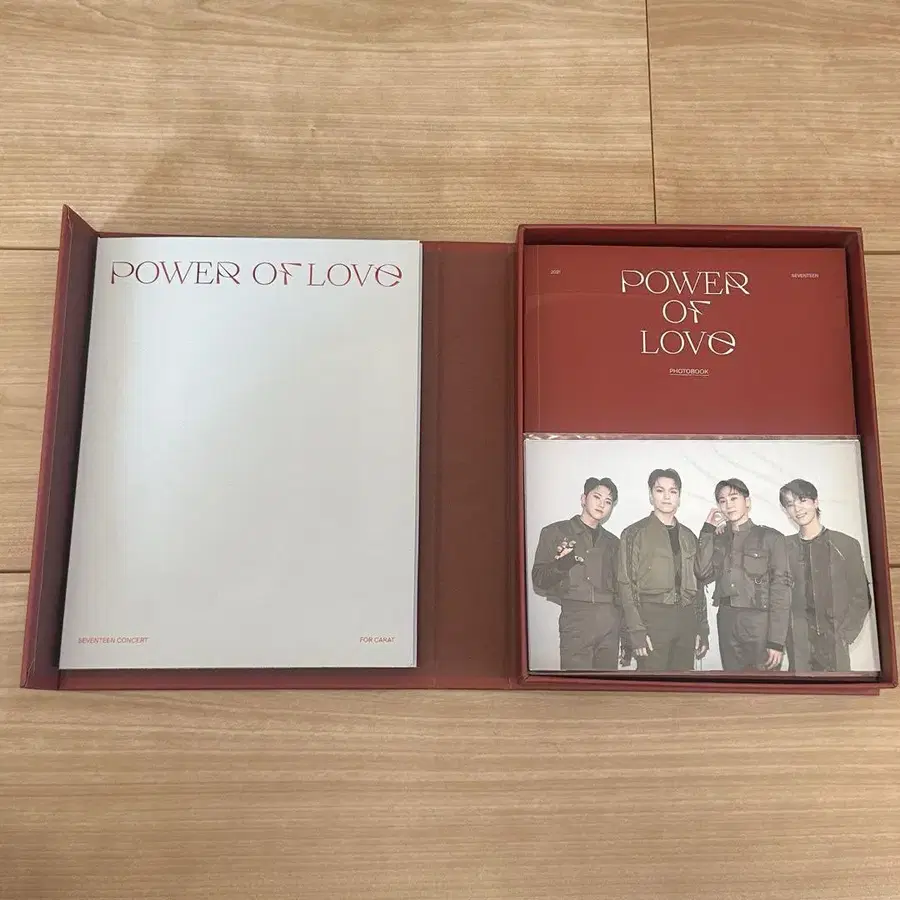 POWER OF LOVE
SEVENTEEN CONCERT
FOR CARAT
2021
SEVENTEEN
POWER
OF
LOVE
PHOTOBOOK